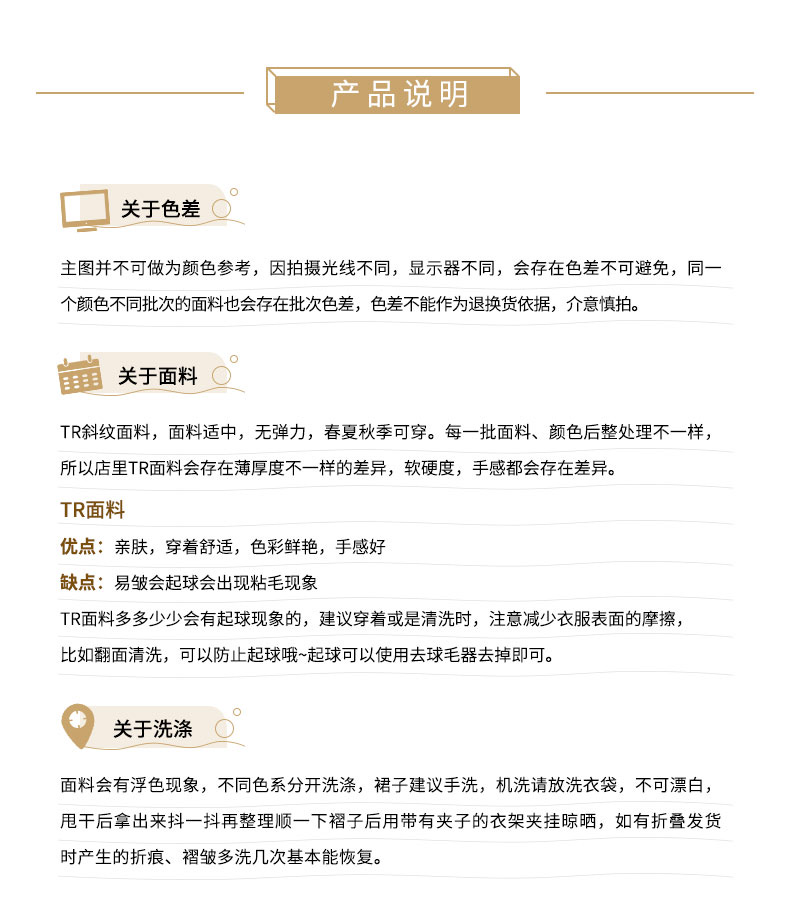 产品说明
关于色差
主图并不可做为颜色参考，因拍摄光线不同，显示器不同，会存在色差不可避免，同一
个颜色不同批次的面料也会存在批次色差，色差不能作为退换货依据，介意慎拍。
关于面料
TR斜纹面料，面料适中，无弹力，春夏秋季可穿。每一批面料、颜色后整处理不一样，
所以店里TR面料会存在薄厚度不一样的差异，软硬度，手感都会存在差异。
TR面料
优点：亲肤，穿着舒适，色彩鲜艳，手感好
缺点：易皱会起球会出现粘毛现象
TR面料多多少少会有起球现象的，建议穿着或是清洗时，注意减少衣服表面的摩擦，
比如翻面清洗，可以防止起球哦~起球可以使用去球毛器去掉即可。
关于洗涤
面料会有浮色现象，不同色系分开洗涤，裙子建议手洗，机洗请放洗衣袋，不可漂白，
甩干后拿出来抖一抖再整理顺一下褶子后用带有夹子的衣架夹挂晾晒，如有折叠发货
时产生的折痕、褶皱多洗几次基本能恢复。